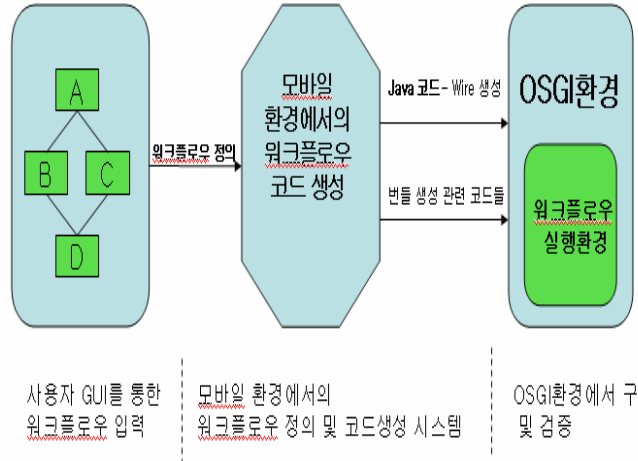 A
B
C
D
워크플로우 정의
모바일
환경에서의
워크플로우
코드 생성
Java 코드- Wire 생성
번들 생성 관련 코드들
OSGI환경
워크플로우
실행환경
사용자 GUI를 통한
워크플로우 입력
모바일 환경에서의
워크플로우 정의 및 코드생성 시스템
OSGI환경에서 구
및 검증